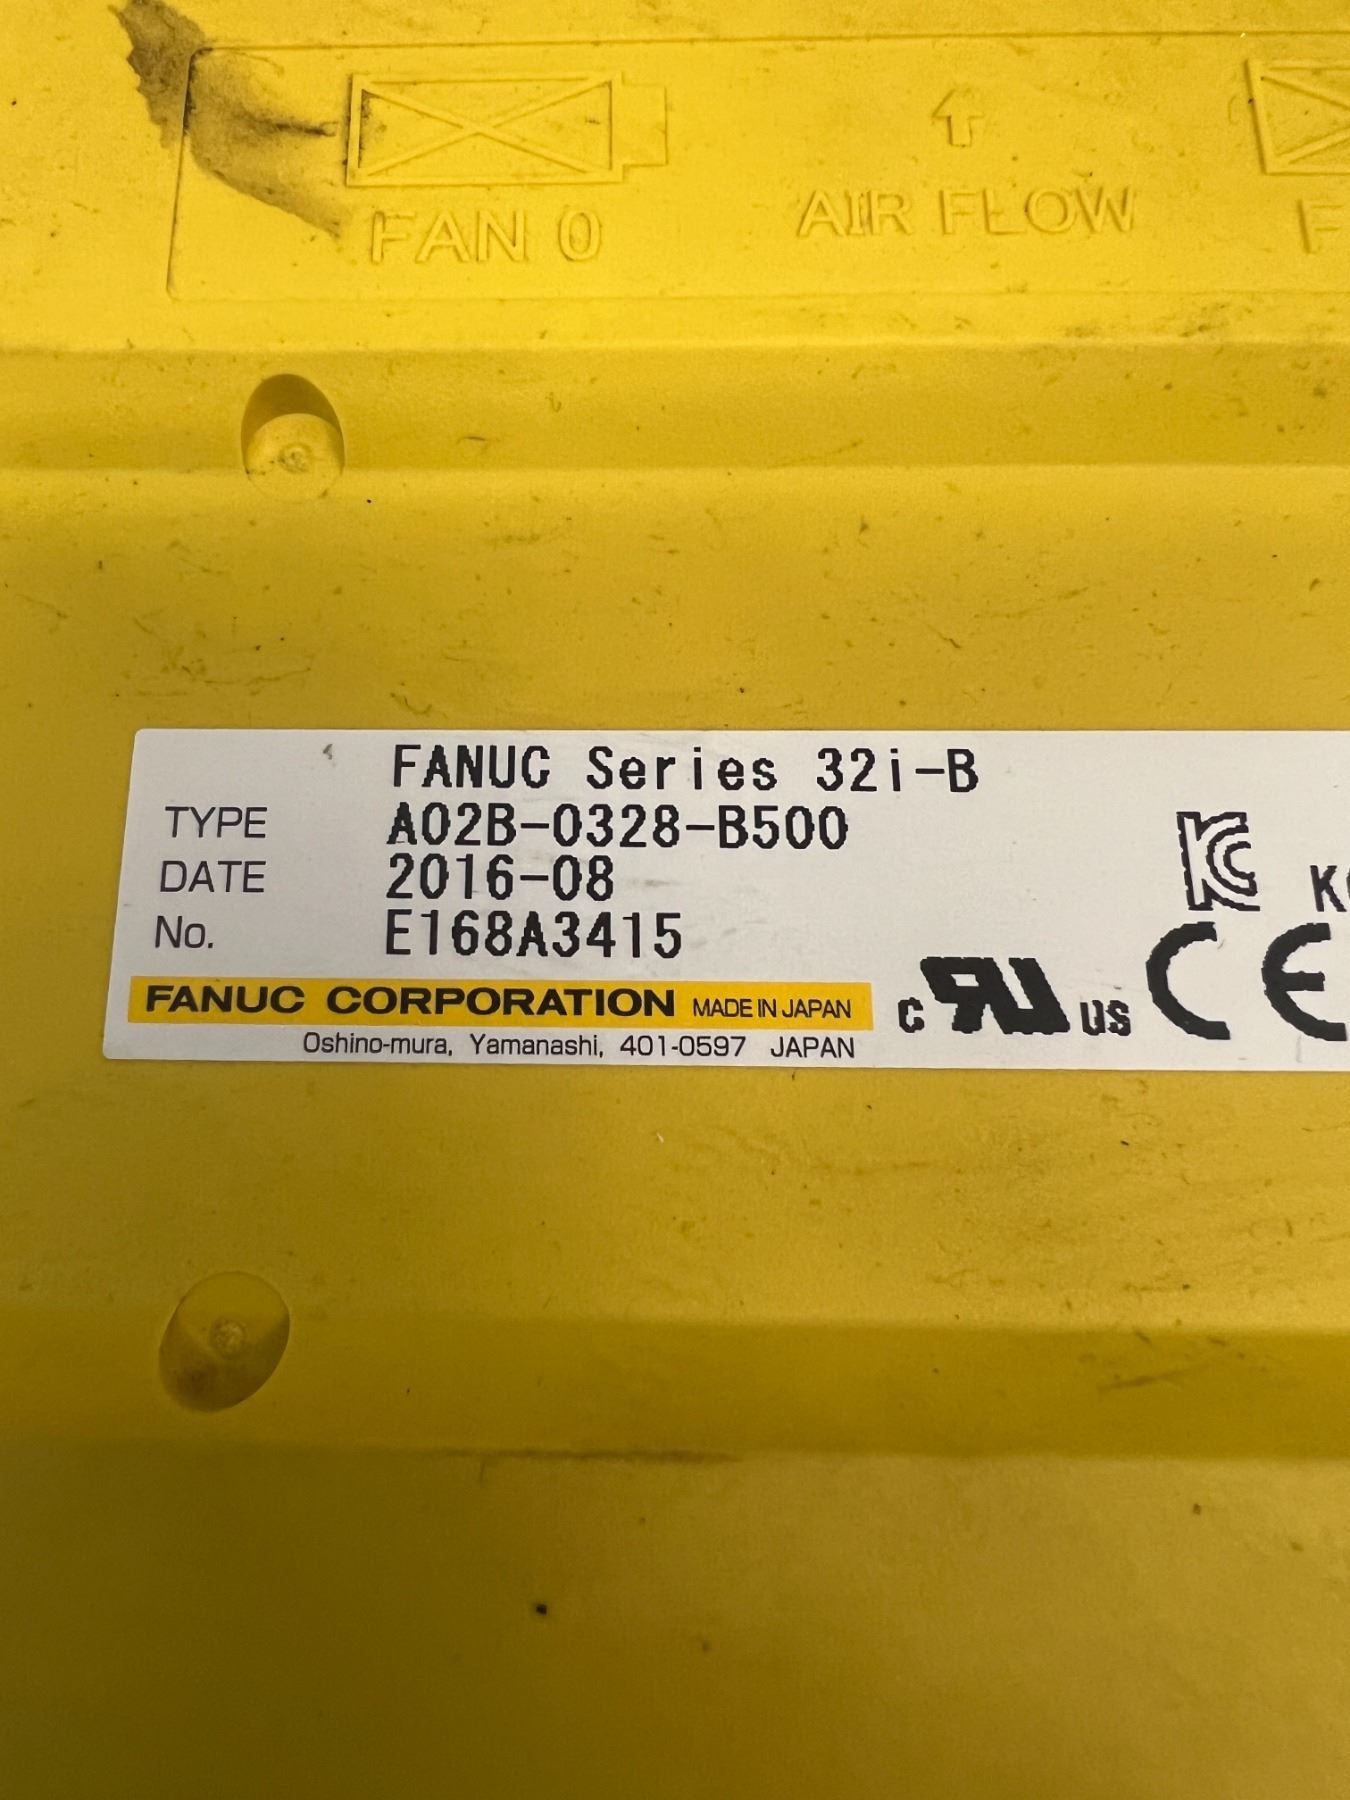 FAN 0
AIR FLOW
FANUC Series 32i-B
TYPE A02B-0328-B500
DATE 2016-08
No. E168A3415
FANUC CORPORATION MADE IN JAPAN
Oshino-mura, Yamanashi, 401-0597 JAPAN
c RU us CE